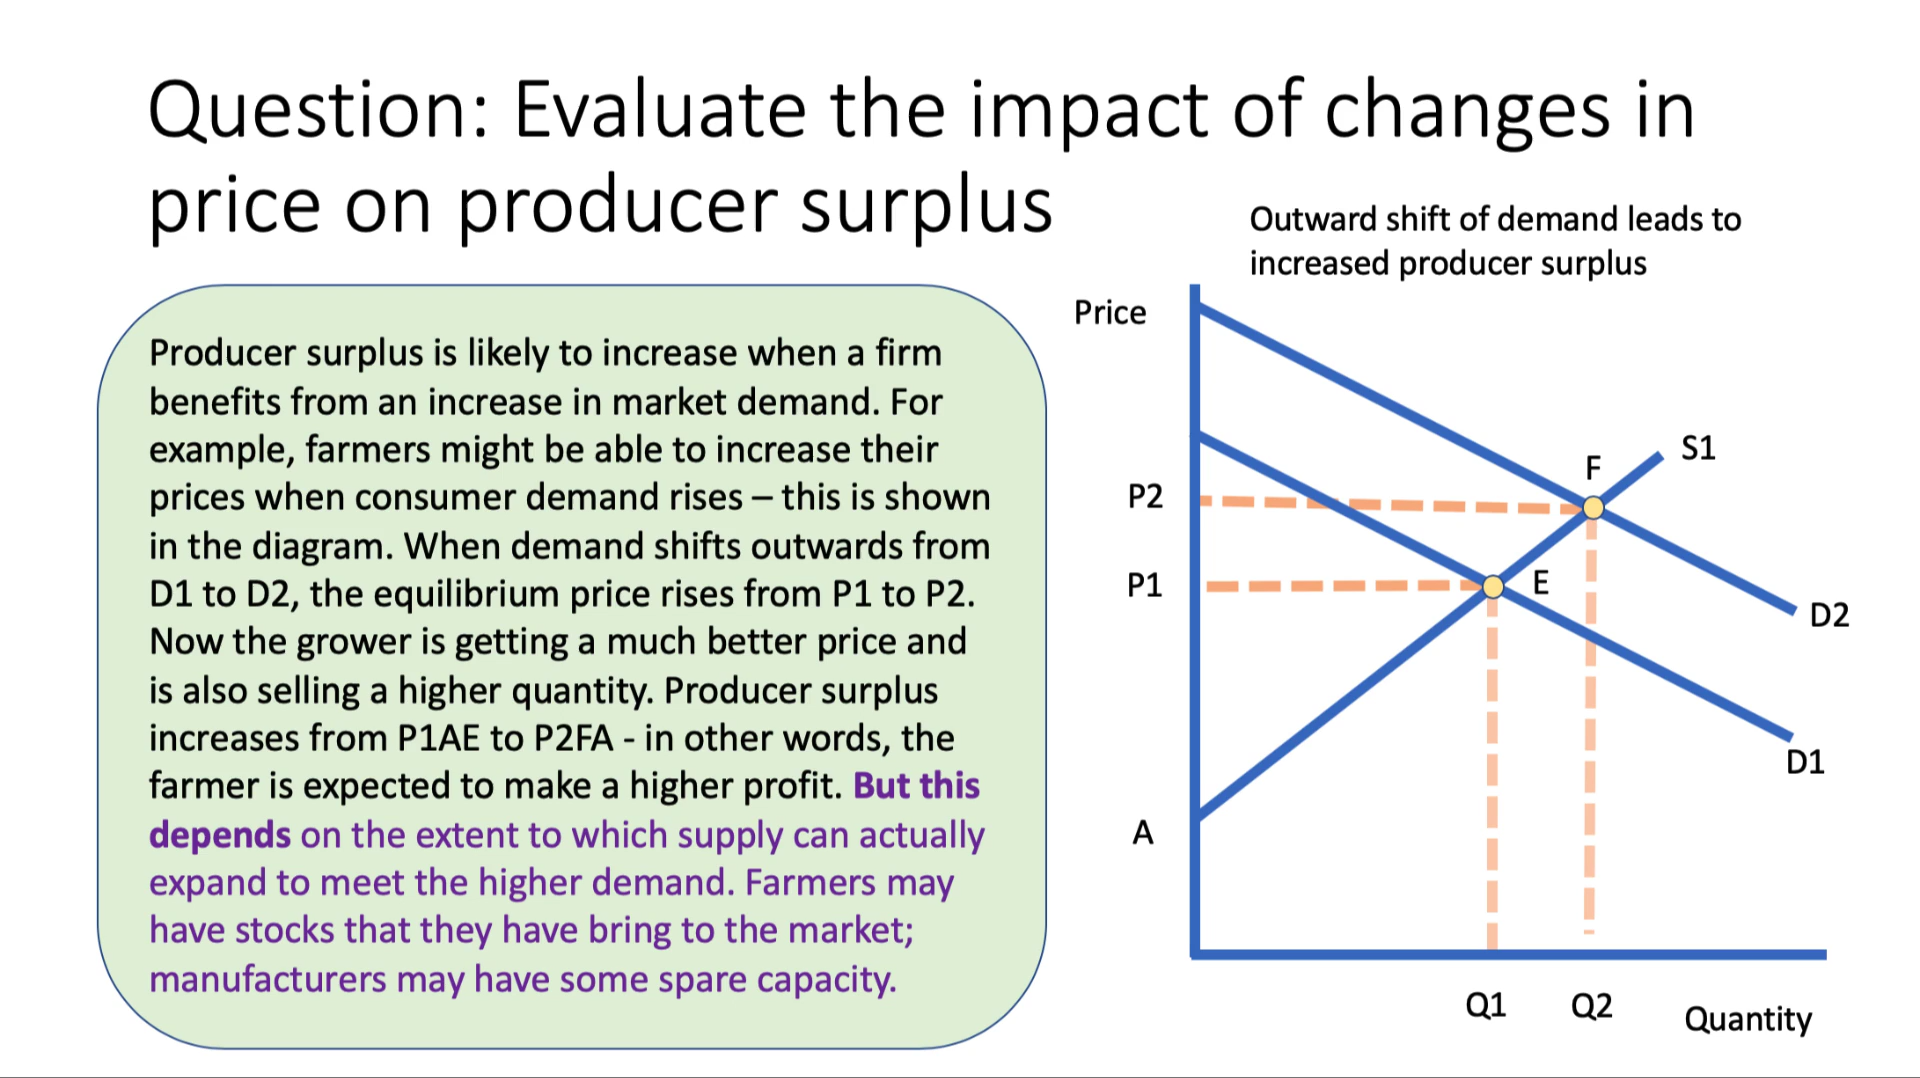 Question: Evaluate the impact of changes in
price on producer surplus
Producer surplus is likely to increase when a firm
benefits from an increase in market demand. For
example, farmers might be able to increase their
prices when consumer demand rises – this is shown
in the diagram. When demand shifts outwards from
D1 to D2, the equilibrium price rises from P1 to P2.
Now the grower is getting a much better price and
is also selling a higher quantity. Producer surplus
increases from P1AE to P2FA - in other words, the
farmer is expected to make a higher profit. But this
depends on the extent to which supply can actually
expand to meet the higher demand. Farmers may
have stocks that they have bring to the market;
manufacturers may have some spare capacity.
Outward shift of demand leads to
increased producer surplus
Price
S1
F
P2
P1
E
D2
D1
A
Q1
Q2
Quantity